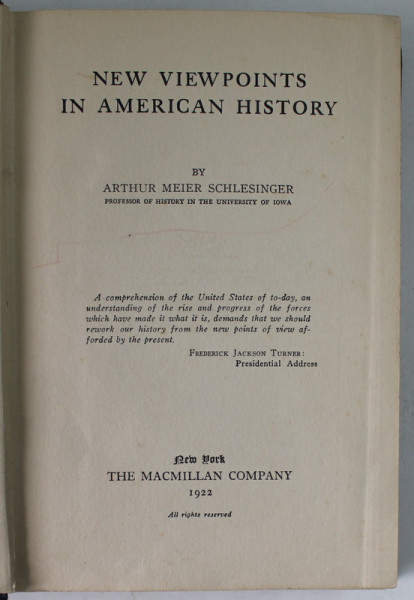 NEW VIEWPOINTS
IN AMERICAN HISTORY
BY
ARTHUR MEIER SCHLESINGER
PROFESSOR OF HISTORY IN THE UNIVERSITY OF IOWA
A comprehension of the United States of to-day, an
understanding of the rise and progress of the forces
which have made it what it is, demands that we should
rework our history from the new points of view af-
forded by the present.
FREDERICK JACKSON TURNER:
Presidential Address
New York
THE MACMILLAN COMPANY
1922
All rights reserved